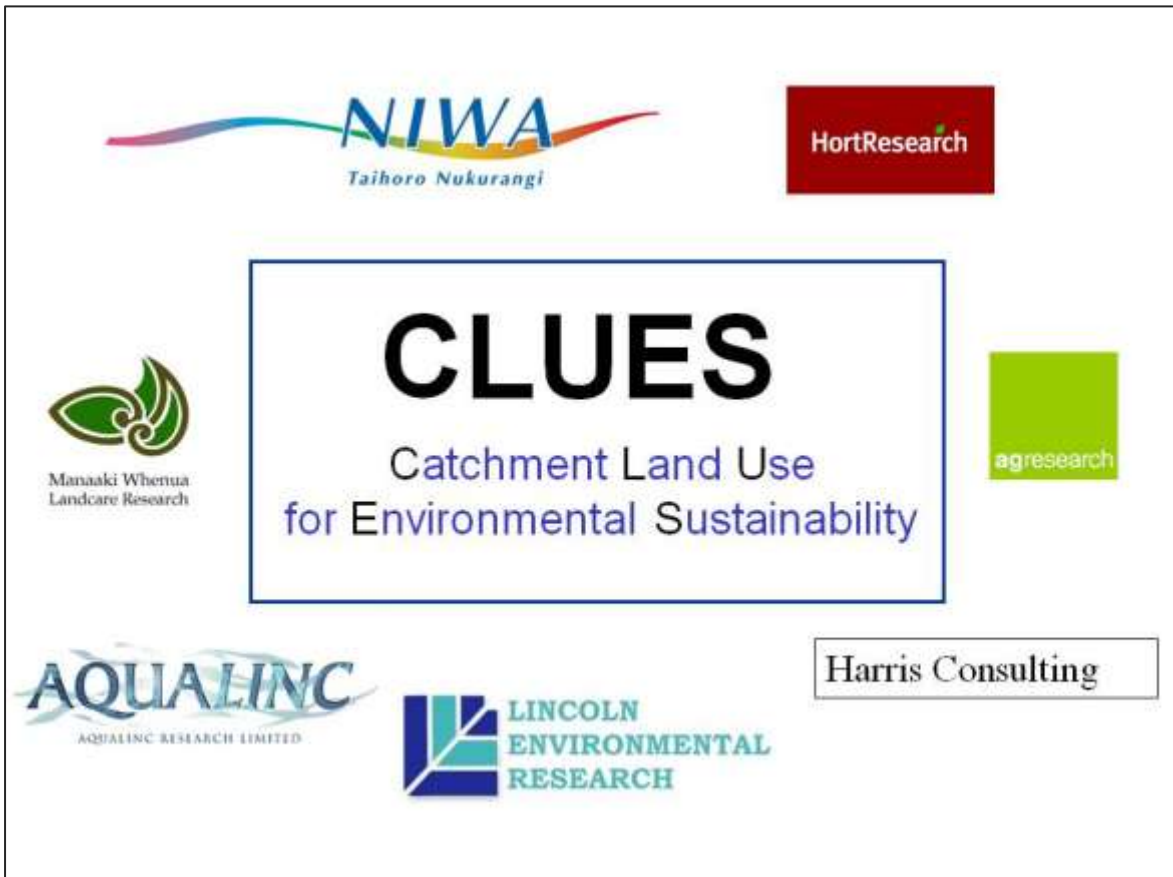 NIWA
Taihoro Nukurangi
HortResearch
CLUES
Catchment Land Use
for Environmental Sustainability
Manaaki Whenua
Landcare Research
agresearch
AQUALINC
AQUALINC RESEARCH LIMITED
LINCOLN
ENVIRONMENTAL
RESEARCH
Harris Consulting